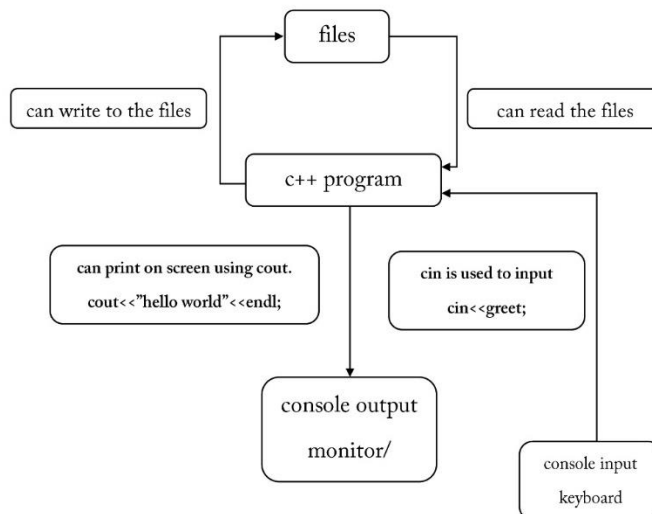 files
can write to the files
can read the files
c++ program
can print on screen using cout.
cout<<”hello world”<<endl;
cin is used to input
cin<<greet;
console output
monitor/
console input
keyboard